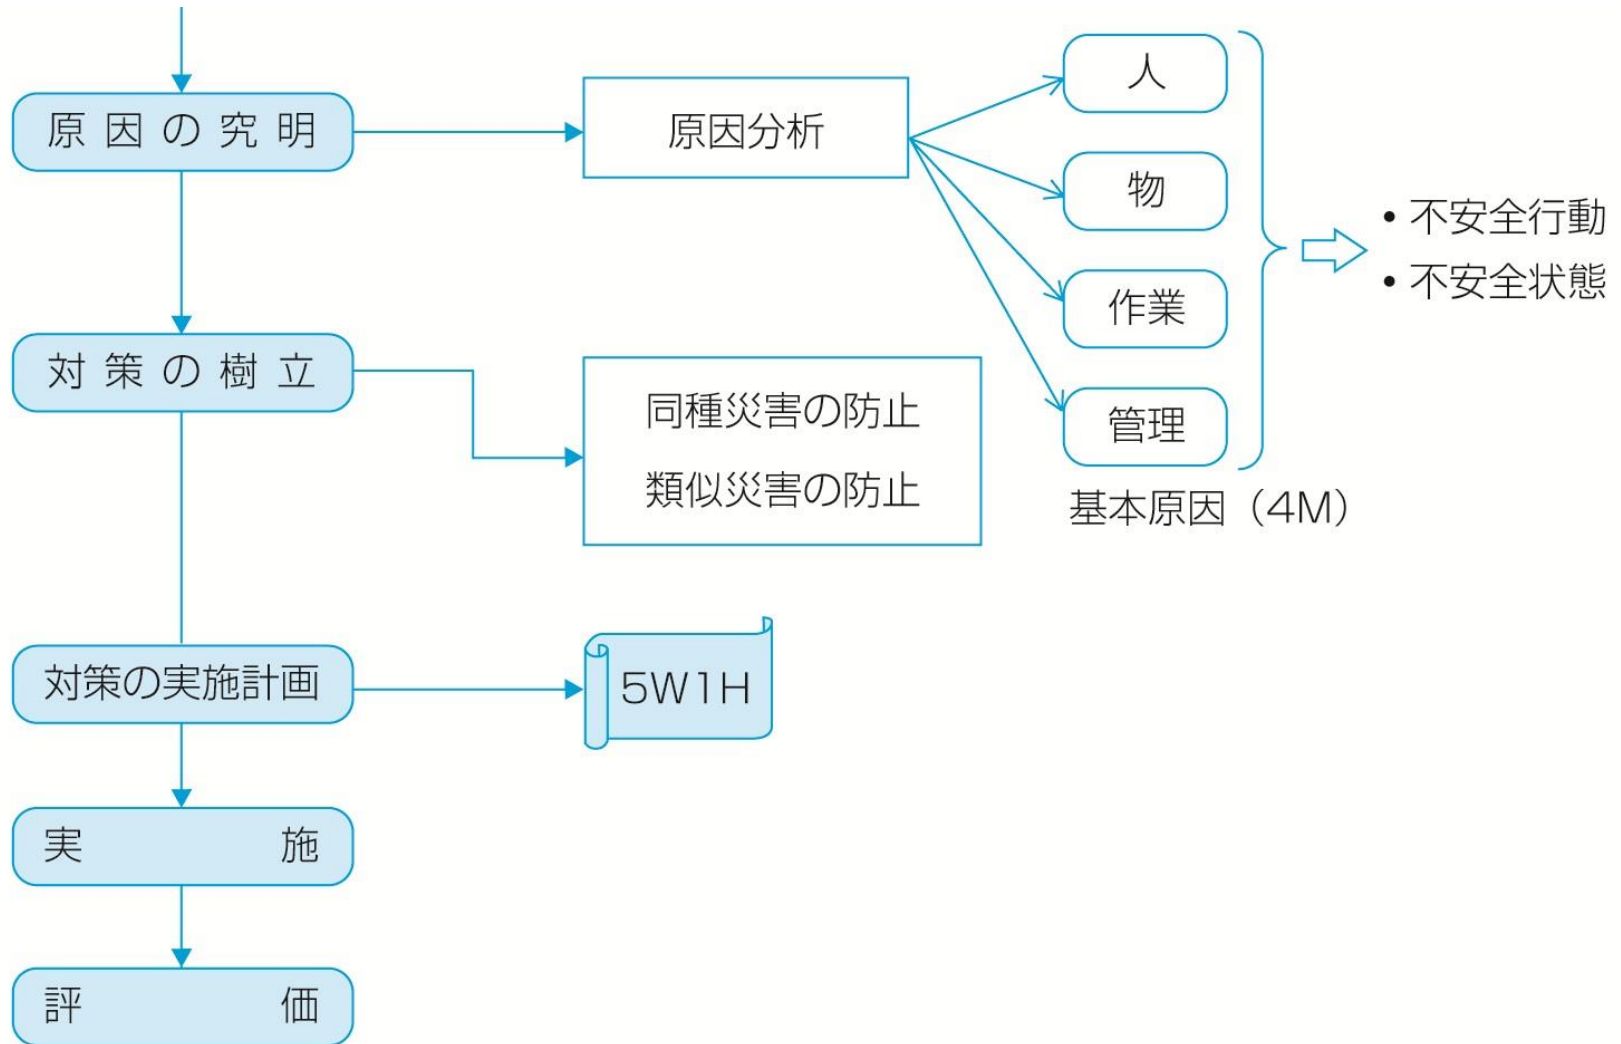 原因の究明
原因分析
人
物
作業
管理
基本原因（4M）
• 不安全行動
• 不安全状態
対策の樹立
同種災害の防止
類似災害の防止
対策の実施計画
5W1H
実施
評価